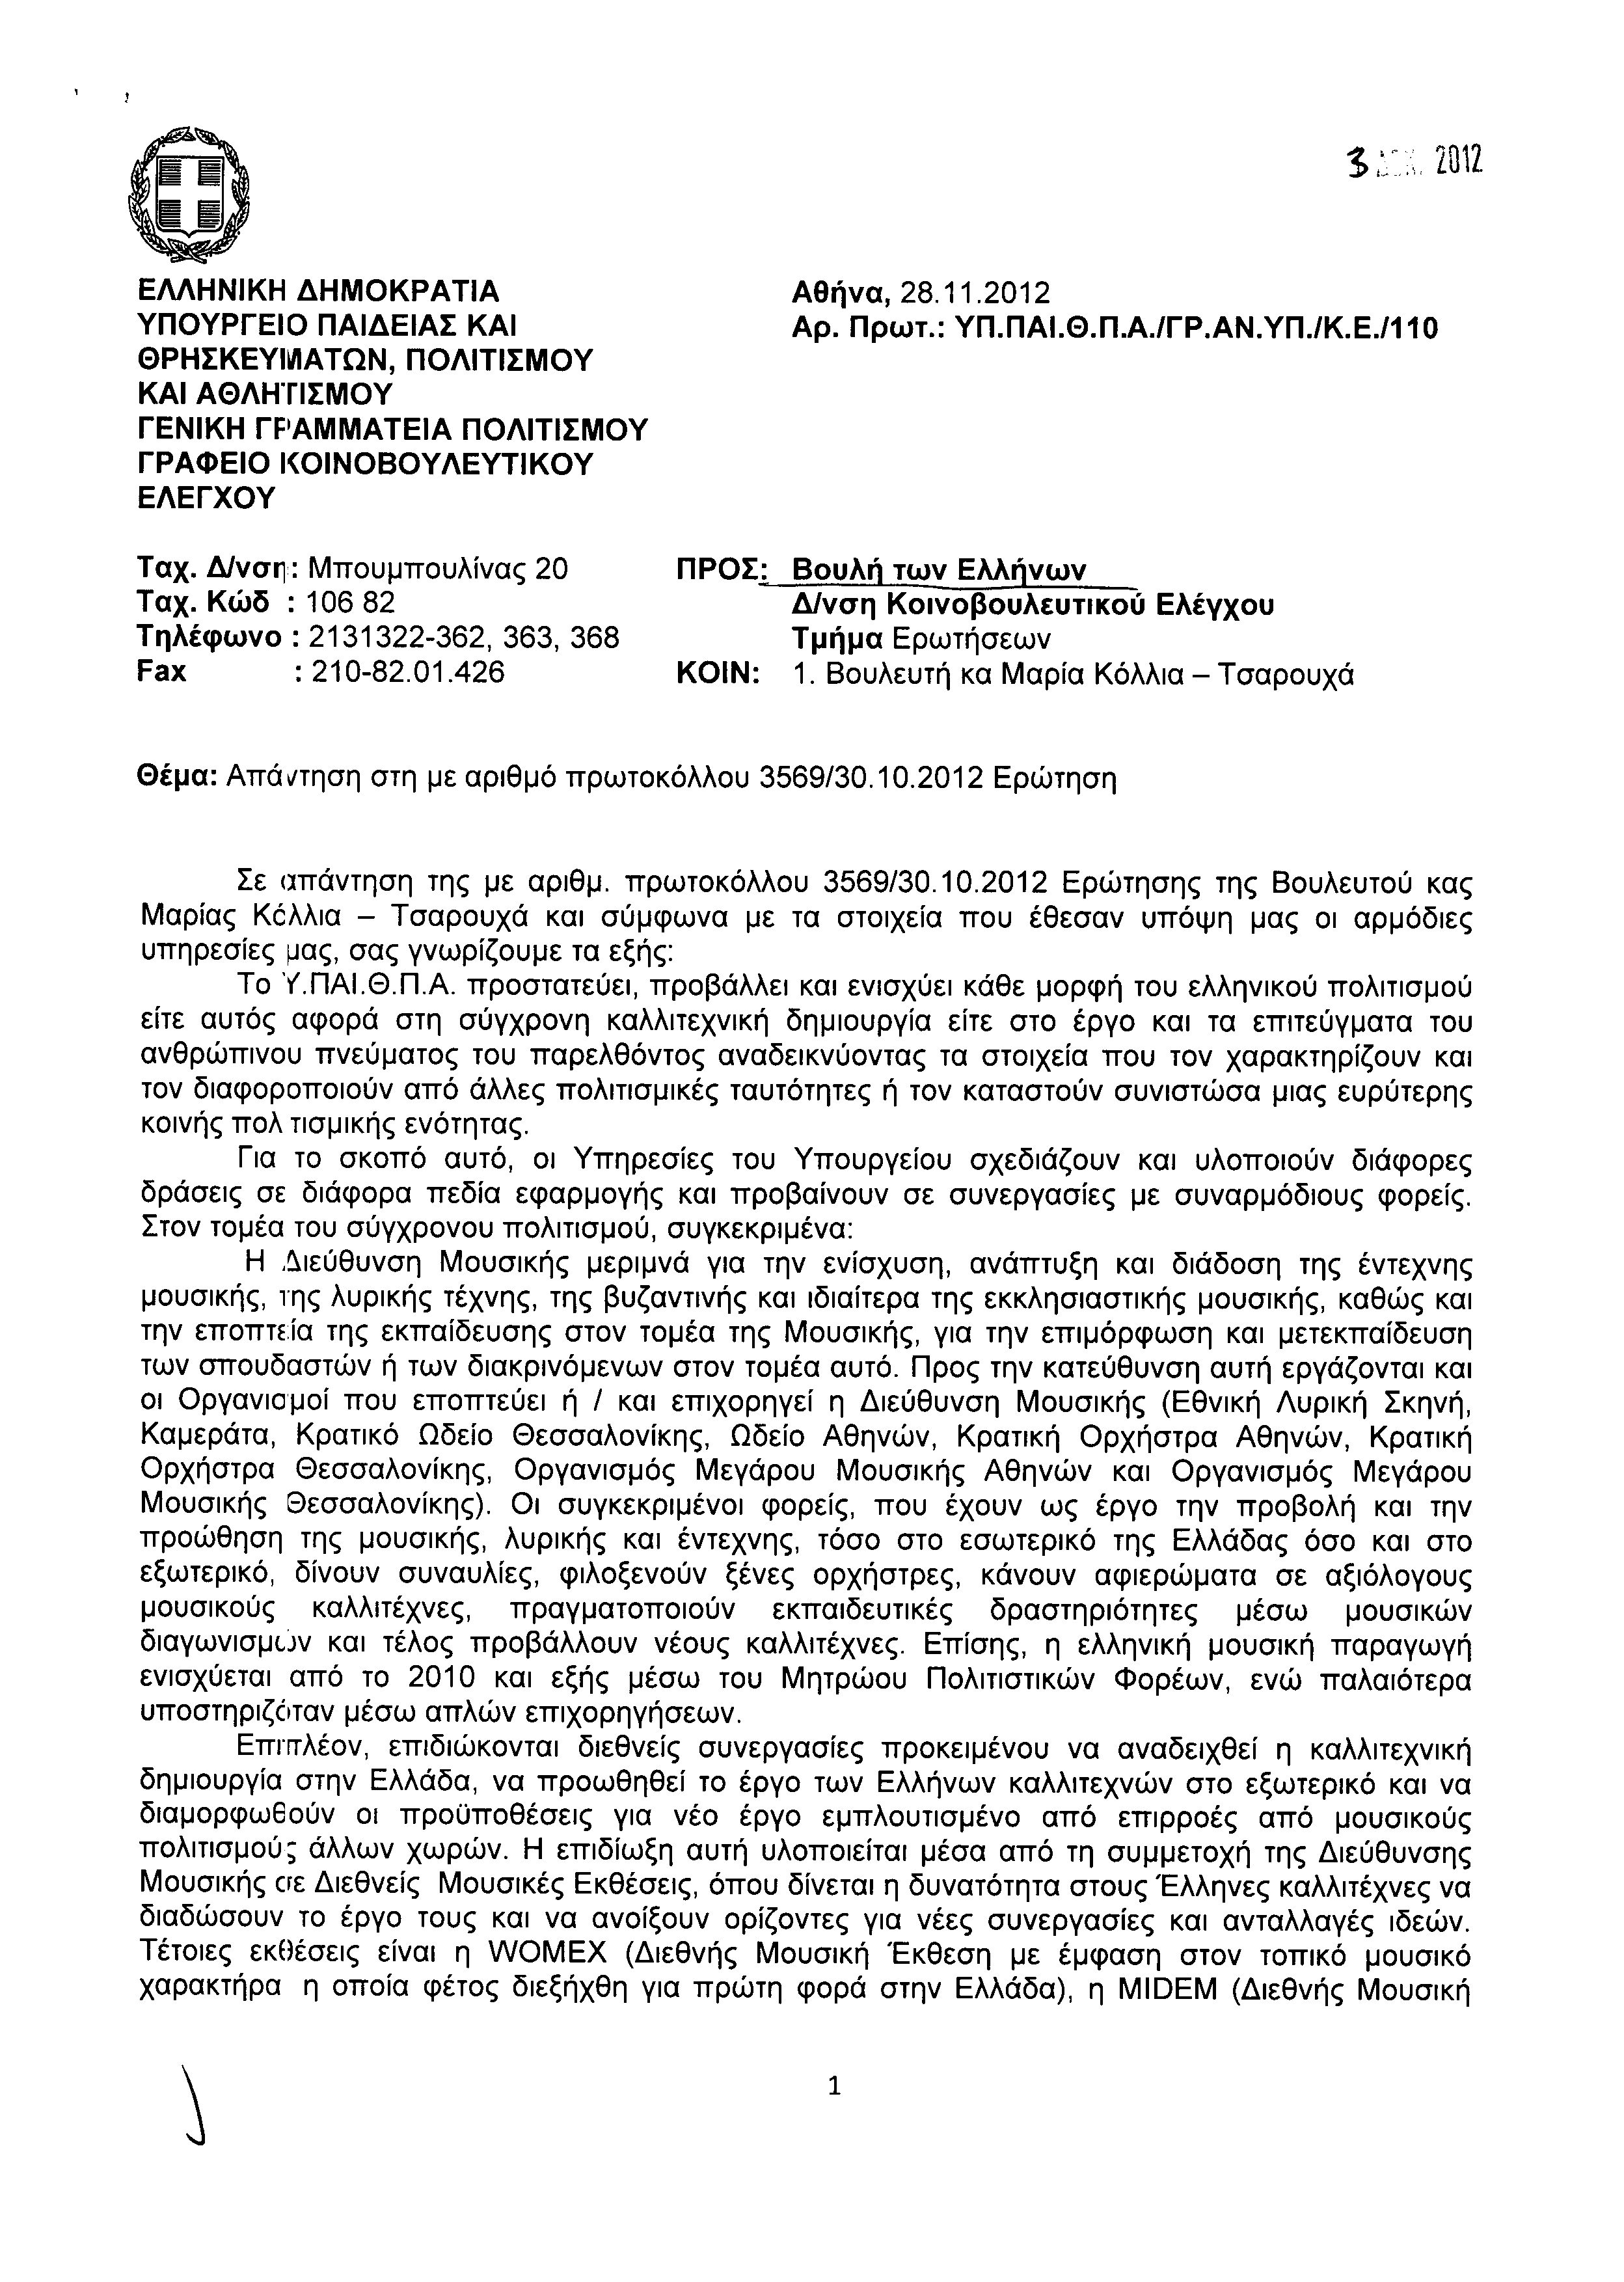 3 ΔΕΚ. 2012
ΕΛΛΗΝΙΚΗ ΔΗΜΟΚΡΑΤΙΑ
ΥΠΟΥΡΓΕΙΟ ΠΑΙΔΕΙΑΣ ΚΑΙ
ΘΡΗΣΚΕΥΜΑΤΩΝ, ΠΟΛΙΤΙΣΜΟΥ
ΚΑΙ ΑΘΛΗΤΙΣΜΟΥ
ΓΕΝΙΚΗ ΓΡΑΜΜΑΤΕΙΑ ΠΟΛΙΤΙΣΜΟΥ
ΓΡΑΦΕΙΟ ΚΟΙΝΟΒΟΥΛΕΥΤΙΚΟΥ
ΕΛΕΓΧΟΥ
Αθήνα, 28.11.2012
Αρ. Πρωτ.: ΥΠ.ΠΑΙ.Θ.Π.Α./ΓΡ.ΑΝ.ΥΠ./Κ.Ε./110
Ταχ. Δ/νση: Μπουμπουλίνας 20
Ταχ. Κώδ : 106 82
Τηλέφωνο : 2131322-362, 363, 368
Fax : 210-82.01.426
ΠΡΟΣ: Βουλή των Ελλήνων
Δ/νση Κοινοβουλευτικού Ελέγχου
Τμήμα Ερωτήσεων
ΚΟΙΝ: 1. Βουλευτή κα Μαρία Κόλλια – Τσαρουχά
Θέμα: Απάντηση στη με αριθμό πρωτοκόλλου 3569/30.10.2012 Ερώτηση
Σε απάντηση της με αριθμ. πρωτοκόλλου 3569/30.10.2012 Ερώτησης της Βουλευτού κας
Μαρίας Κόλλια – Τσαρουχά και σύμφωνα με τα στοιχεία που έθεσαν υπόψη μας οι αρμόδιες
υπηρεσίες μας, σας γνωρίζουμε τα εξής:
Το Υ.ΠΑΙ.Θ.Π.Α. προστατεύει, προβάλλει και ενισχύει κάθε μορφή του ελληνικού πολιτισμού
είτε αυτός αφορά στη σύγχρονη καλλιτεχνική δημιουργία είτε στο έργο και τα επιτεύγματα του
ανθρώπινου πνεύματος του παρελθόντος αναδεικνύοντας τα στοιχεία που τον χαρακτηρίζουν και
τον διαφοροποιούν από άλλες πολιτισμικές ταυτότητες ή τον καταστούν συνιστώσα μιας ευρύτερης
κοινής πολιτισμικής ενότητας.
Για το σκοπό αυτό, οι Υπηρεσίες του Υπουργείου σχεδιάζουν και υλοποιούν διάφορες
δράσεις σε διάφορα πεδία εφαρμογής και προβαίνουν σε συνεργασίες με συναρμόδιους φορείς.
Στον τομέα του σύγχρονου πολιτισμού, συγκεκριμένα:
Η Διεύθυνση Μουσικής μεριμνά για την ενίσχυση, ανάπτυξη και διάδοση της έντεχνης
μουσικής, της λυρικής τέχνης, της βυζαντινής και ιδιαίτερα της εκκλησιαστικής μουσικής, καθώς και
την εποπτεία της εκπαίδευσης στον τομέα της Μουσικής, για την επιμόρφωση και μετεκπαίδευση
των σπουδαστών ή των διακρινόμενων στον τομέα αυτό. Προς την κατεύθυνση αυτή εργάζονται και
οι Οργανισμοί που εποπτεύει ή / και επιχορηγεί η Διεύθυνση Μουσικής (Εθνική Λυρική Σκηνή,
Καμεράτα, Κρατικό Ωδείο Θεσσαλονίκης, Ωδείο Αθηνών, Κρατική Ορχήστρα Αθηνών, Κρατική
Ορχήστρα Θεσσαλονίκης, Οργανισμός Μεγάρου Μουσικής Αθηνών και Οργανισμός Μεγάρου
Μουσικής Θεσσαλονίκης). Οι συγκεκριμένοι φορείς, που έχουν ως έργο την προβολή και την
προώθηση της μουσικής, λυρικής και έντεχνης, τόσο στο εσωτερικό της Ελλάδας όσο και στο
εξωτερικό, δίνουν συναυλίες, φιλοξενούν ξένες ορχήστρες, κάνουν αφιερώματα σε αξιόλογους
μουσικούς καλλιτέχνες, πραγματοποιούν εκπαιδευτικές δραστηριότητες μέσω μουσικών
διαγωνισμών και τέλος προβάλλουν νέους καλλιτέχνες. Επίσης, η ελληνική μουσική παραγωγή
ενισχύεται από το 2010 και εξής μέσω του Μητρώου Πολιτιστικών Φορέων, ενώ παλαιότερα
υποστηριζόταν μέσω απλών επιχορηγήσεων.
Επιπλέον, επιδιώκονται διεθνείς συνεργασίες προκειμένου να αναδειχθεί η καλλιτεχνική
δημιουργία στην Ελλάδα, να προωθηθεί το έργο των Ελλήνων καλλιτεχνών στο εξωτερικό και να
διαμορφωθούν οι προϋποθέσεις για νέο έργο εμπλουτισμένο από επιρροές από μουσικούς
πολιτισμούς άλλων χωρών. Η επιδίωξη αυτή υλοποιείται μέσα από τη συμμετοχή της Διεύθυνσης
Μουσικής σε Διεθνείς Μουσικές Εκθέσεις, όπου δίνεται η δυνατότητα στους Έλληνες καλλιτέχνες να
διαδώσουν το έργο τους και να ανοίξουν ορίζοντες για νέες συνεργασίες και ανταλλαγές ιδεών.
Τέτοιες εκθέσεις είναι η WOMEX (Διεθνής Μουσική Έκθεση με έμφαση στον τοπικό μουσικό
χαρακτήρα η οποία φέτος διεξήχθη για πρώτη φορά στην Ελλάδα), η MIDEM (Διεθνής Μουσική
1